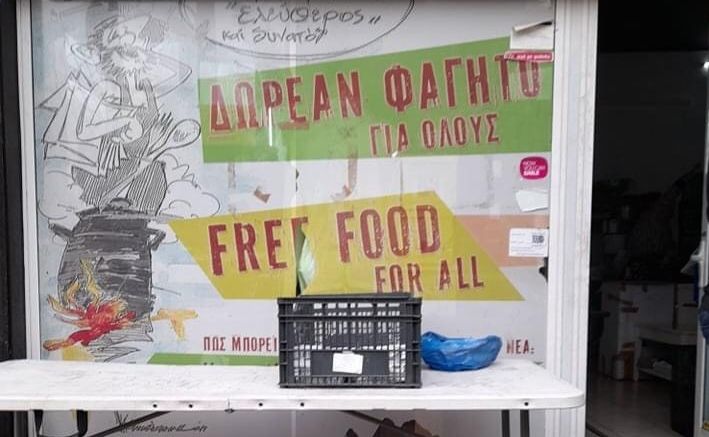 "Ελεύθερος„
και δυνατός
ΔΩΡΕΑΝ ΦΑΓΗΤΟ
ΓΙΑ ΟΛΟΥΣ
FREE FOOD
FOR ALL
ΠΩΣ ΜΠΟΡΕΙ
ΝΕΑ: